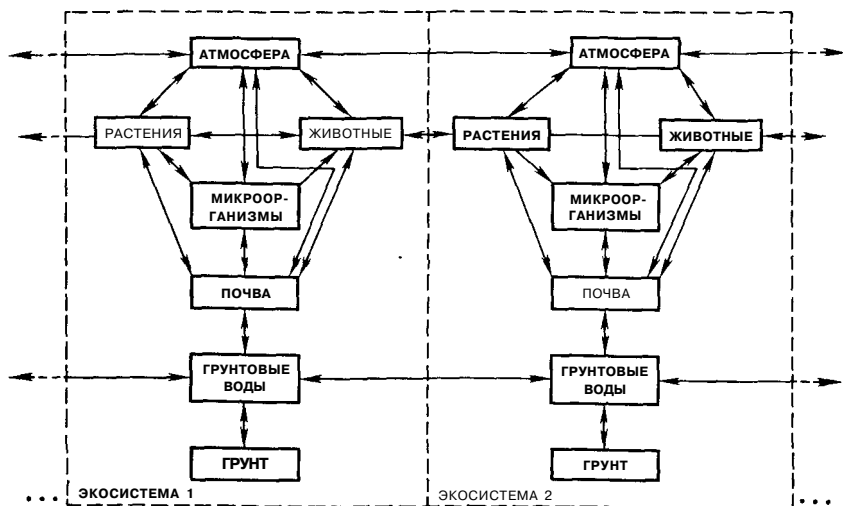 АТМОСФЕРА
РАСТЕНИЯ
ЖИВОТНЫЕ
МИКРООР-
ГАНИЗМЫ
ПОЧВА
ГРУНТОВЫЕ
ВОДЫ
ГРУНТ
... ЭКОСИСТЕМА 1
АТМОСФЕРА
РАСТЕНИЯ
ЖИВОТНЫЕ
МИКРООР-
ГАНИЗМЫ
ПОЧВА
ГРУНТОВЫЕ
ВОДЫ
ГРУНТ
ЭКОСИСТЕМА 2 ...